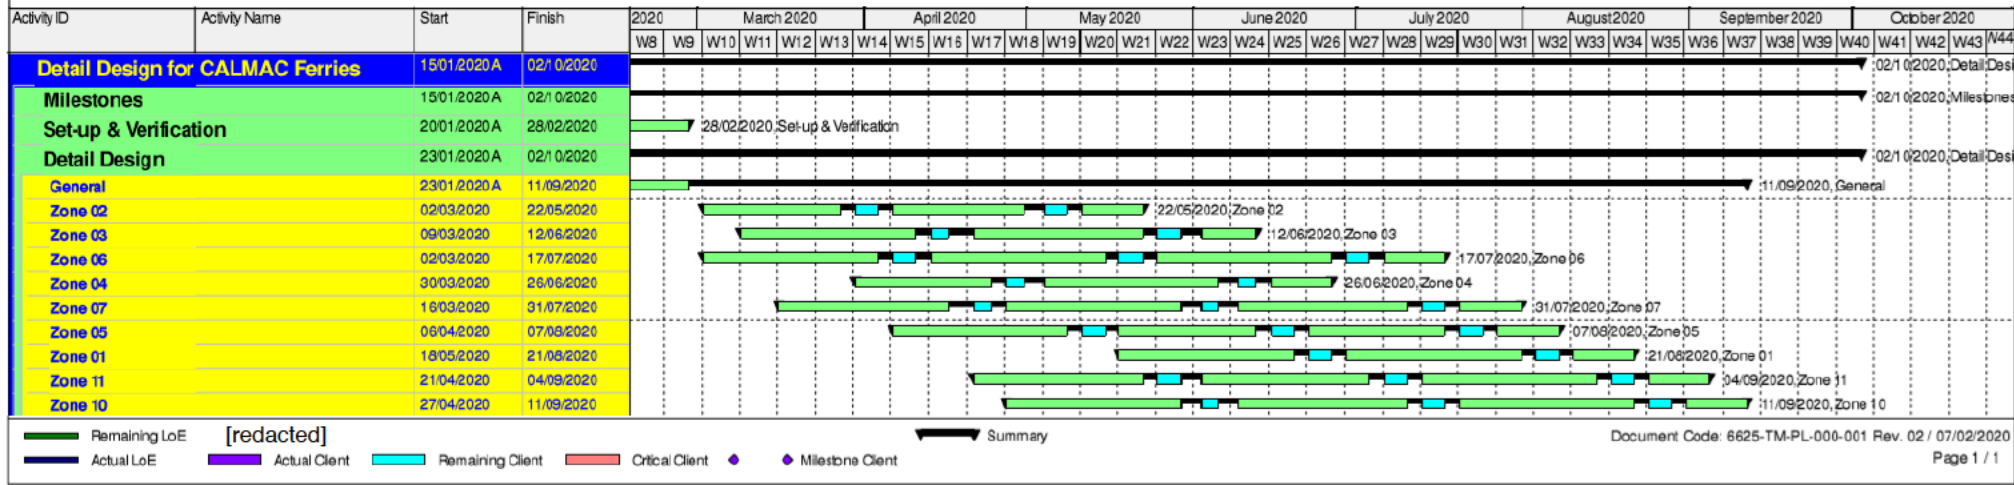 Activity ID Activity Name Start Finish 2020 March 2020 April 2020 May 2020 June 2020 July 2020 August 2020 September 2020 October 2020
W8 W9 W10 W11 W12 W13 W14 W15 W16 W17 W18 W19 W20 W21 W22 W23 W24 W25 W26 W27 W28 W29 W30 W31 W32 W33 W34 W35 W36 W37 W38 W39 W40 W41 W42 W43 W44
Detail Design for CALMAC Ferries 15/01/2020 A 02/10/2020 02/10/2020, Detail Desi
Milestones 15/01/2020 A 02/10/2020 02/10/2020, Milestones
Set-up & Verification 20/01/2020 A 28/02/2020 28/02/2020, Set-up & Verification
Detail Design 23/01/2020 A 02/10/2020 02/10/2020, Detail Desi
General 23/01/2020 A 11/09/2020 11/09/2020, General
Zone 02 02/03/2020 22/05/2020 22/05/2020, Zone 02
Zone 03 09/03/2020 12/06/2020 12/06/2020, Zone 03
Zone 06 02/03/2020 17/07/2020 17/07/2020, Zone 06
Zone 04 30/03/2020 26/06/2020 26/06/2020, Zone 04
Zone 07 16/03/2020 31/07/2020 31/07/2020, Zone 07
Zone 05 06/04/2020 07/08/2020 07/08/2020, Zone 05
Zone 01 18/05/2020 21/08/2020 21/08/2020, Zone 01
Zone 11 21/04/2020 04/09/2020 04/09/2020, Zone 11
Zone 10 27/04/2020 11/09/2020 11/09/2020, Zone 10
Remaining LoE [redacted] Summary Document Code: 6625-TM-PL-000-001 Rev. 02 / 07/02/2020
Actual LoE Actual Client Remaining Client Critical Client Milestone Client Page 1 / 1